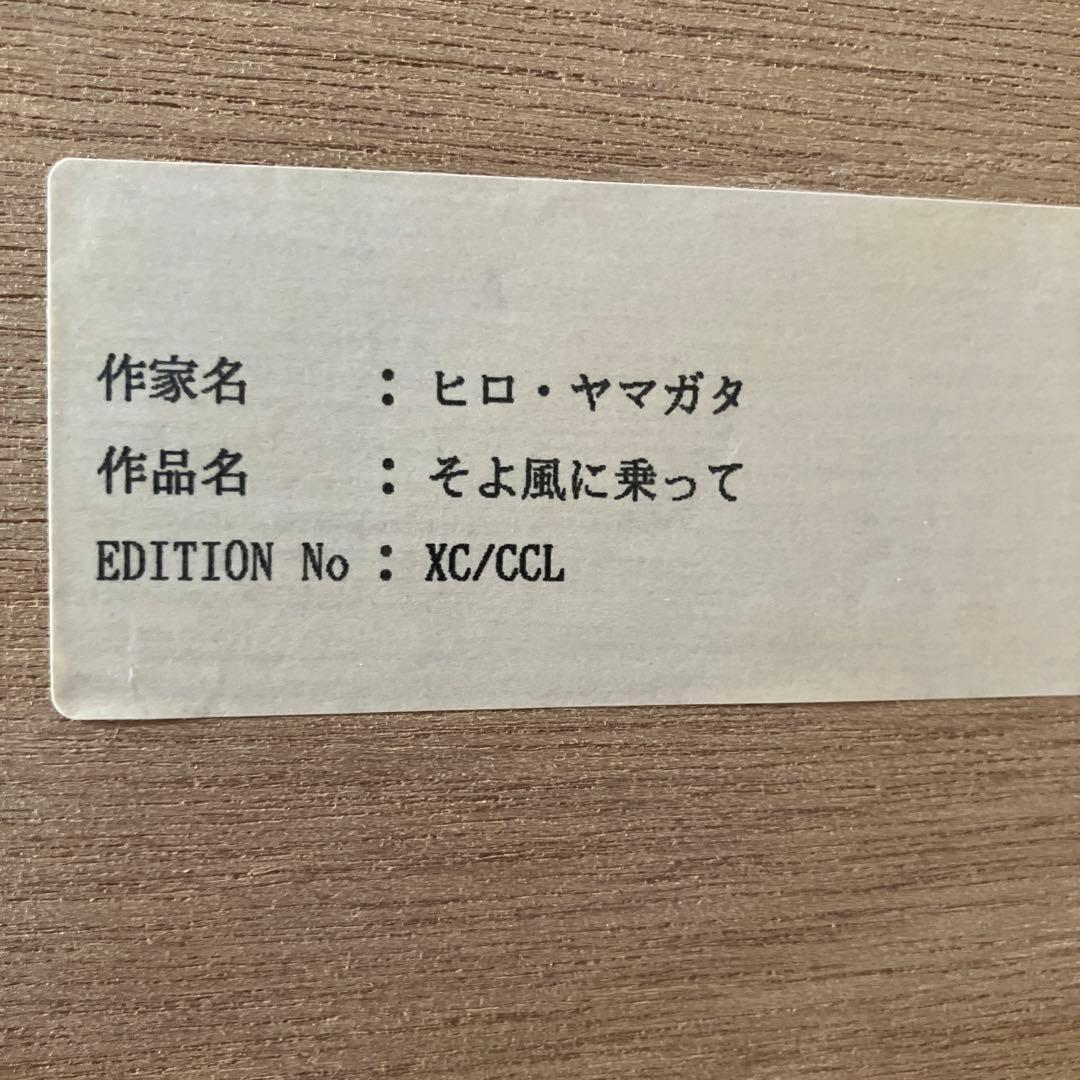 作家名 : ヒロ・ヤマガタ
作品名 : そよ風に乗って
EDITION No : XC/CCL